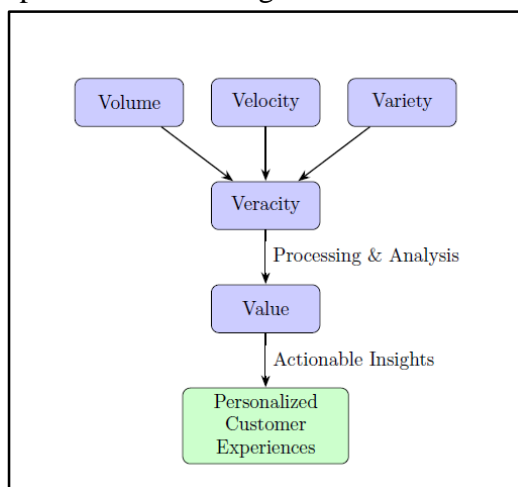 Volume
Velocity
Variety
Veracity
Processing & Analysis
Value
Actionable Insights
Personalized
Customer
Experiences